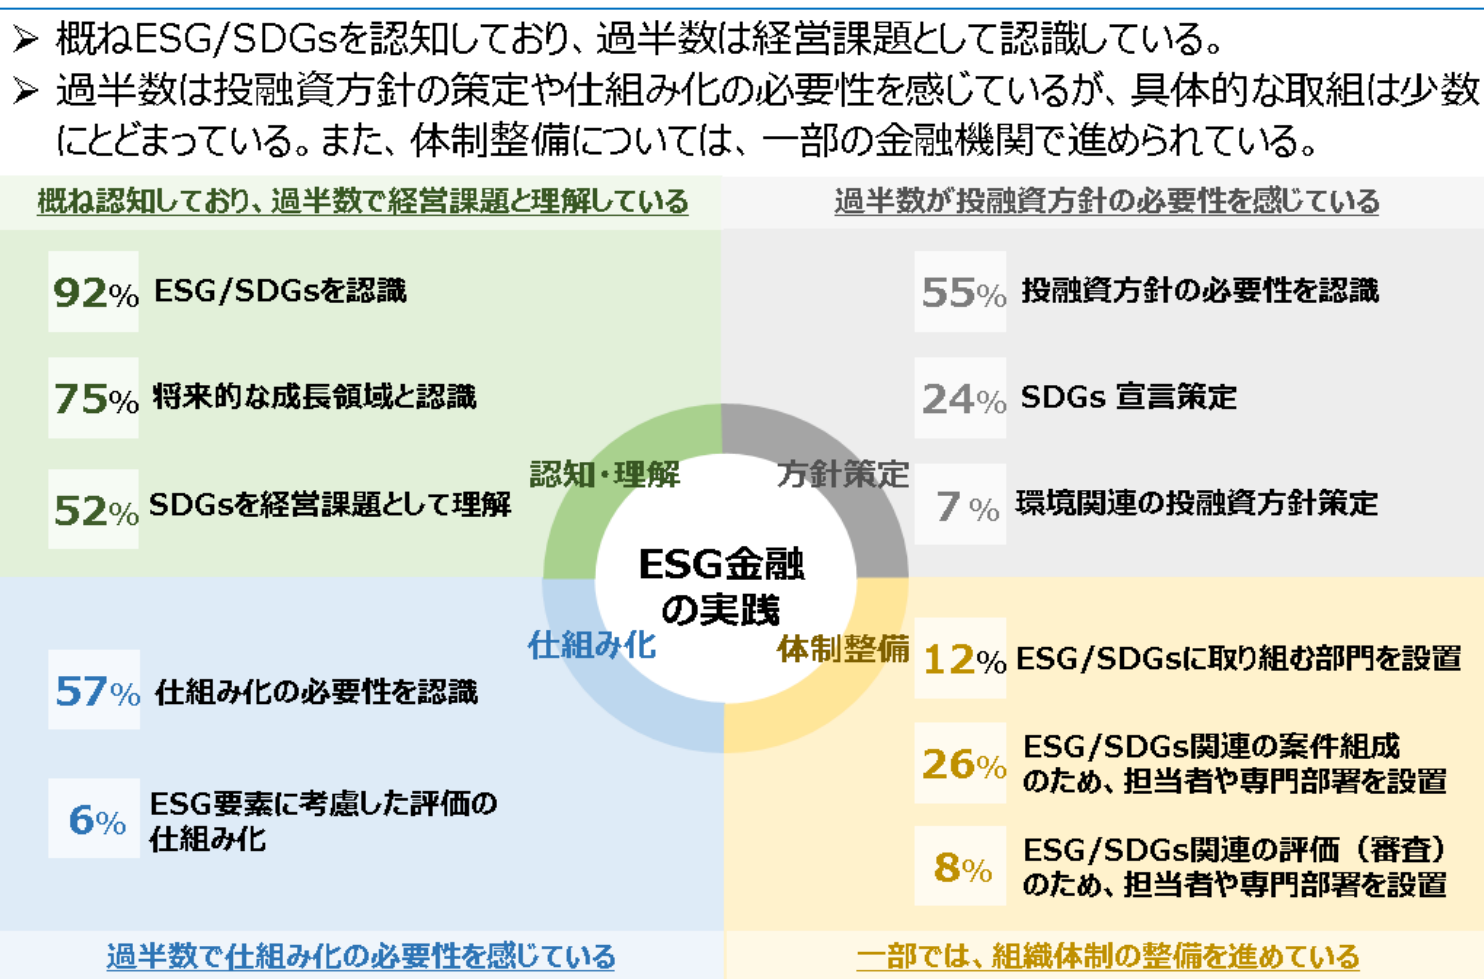 ➢ 概ねESG/SDGsを認知しており、過半数は経営課題として認識している。
➢ 過半数は投融資方針の策定や仕組み化の必要性を感じているが、具体的な取組は少数
にとどまっている。また、体制整備については、一部の金融機関で進められている。
概ね認知しており、過半数で経営課題と理解している
92% ESG/SDGsを認識
75% 将来的な成長領域と認識
52% SDGsを経営課題として理解
過半数が投融資方針の必要性を感じている
55% 投融資方針の必要性を認識
24% SDGs 宣言策定
7% 環境関連の投融資方針策定
認知・理解
方針策定
ESG金融
の実践
仕組み化
体制整備
57% 仕組み化の必要性を認識
6% ESG要素に考慮した評価の
仕組み化
過半数で仕組み化の必要性を感じている
12% ESG/SDGsに取り組む部門を設置
26% ESG/SDGs関連の案件組成
のため、担当者や専門部署を設置
8% ESG/SDGs関連の評価（審査）
のため、担当者や専門部署を設置
一部では、組織体制の整備を進めている